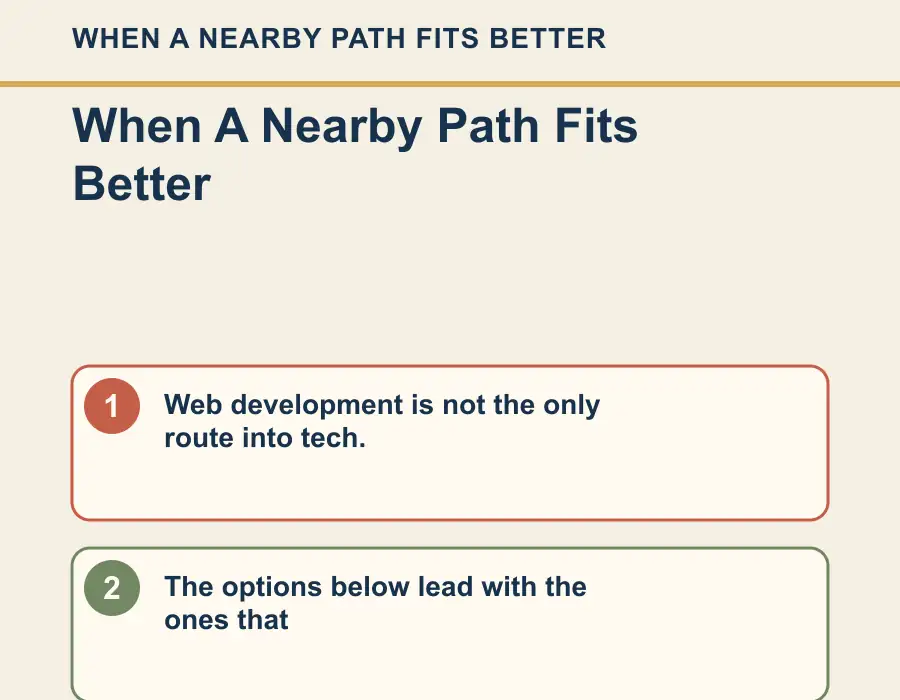 WHEN A NEARBY PATH FITS BETTER
When A Nearby Path Fits
Better
1
Web development is not the only
route into tech.
2
The options below lead with the
ones that